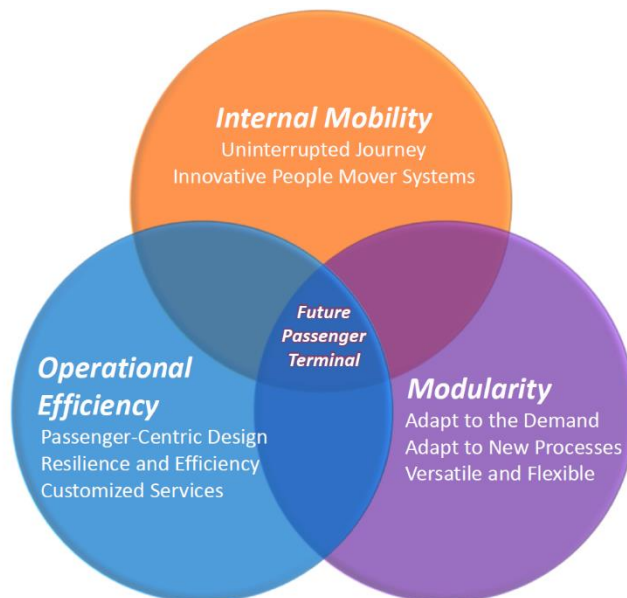 Internal Mobility
Uninterrupted Journey
Innovative People Mover Systems
Future
Passenger
Terminal
Operational
Efficiency
Passenger-Centric Design
Resilience and Efficiency
Customized Services
Modularity
Adapt to the Demand
Adapt to New Processes
Versatile and Flexible